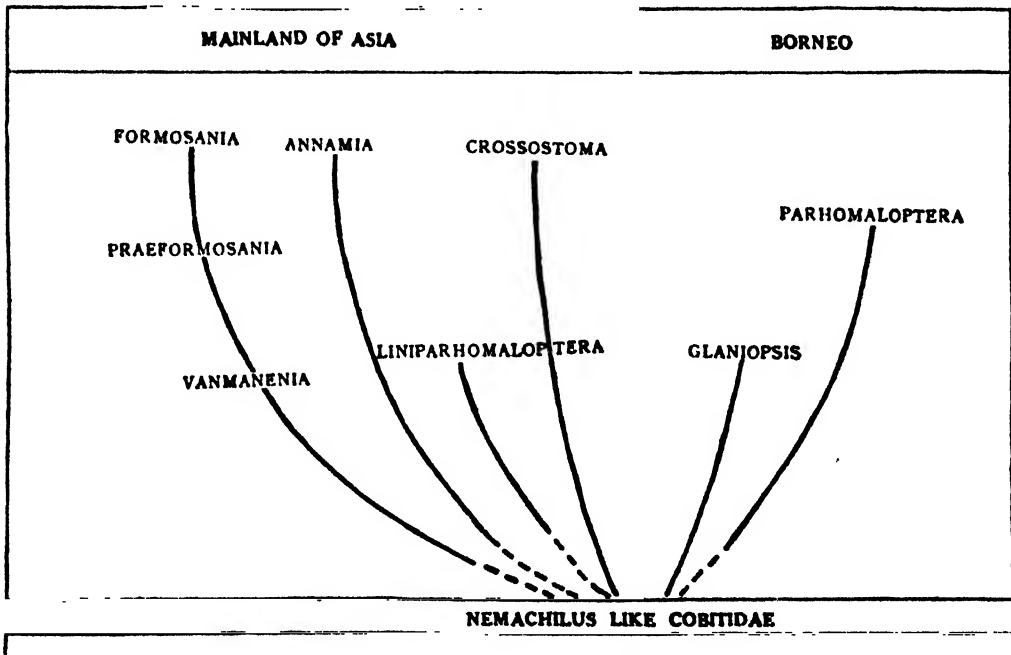 MAINLAND OF ASIA
BORNEO
FORMOSANIA
ANNAMIA
CROSSOSTOMA
PARHOMALOPTERA
PRAEFORMOSANIA
LINIPARHOMALOPTERA
GLANIOPSIS
VANMANENIA
NEMACHILUS LIKE COBITIDAE